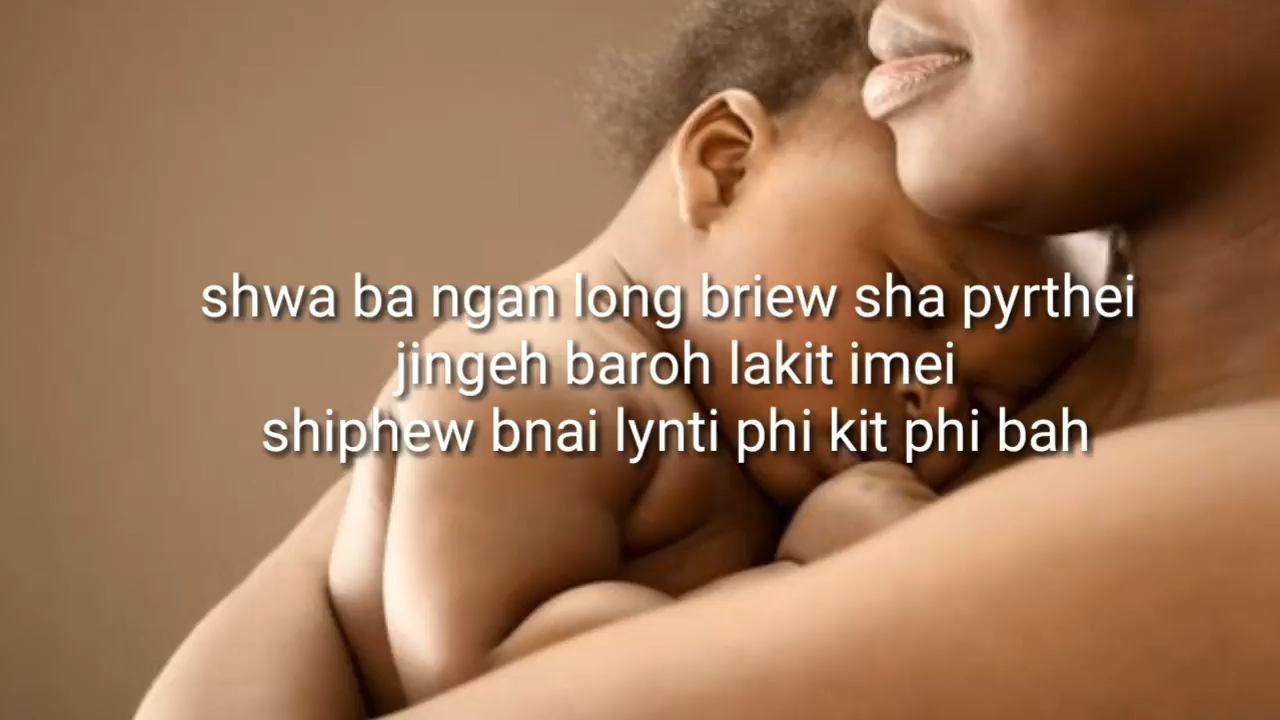 shwa ba ngan long briew sha pyrthei
jingeh baroh lakit imei
shiphew bnai lynti phi kit phi bah